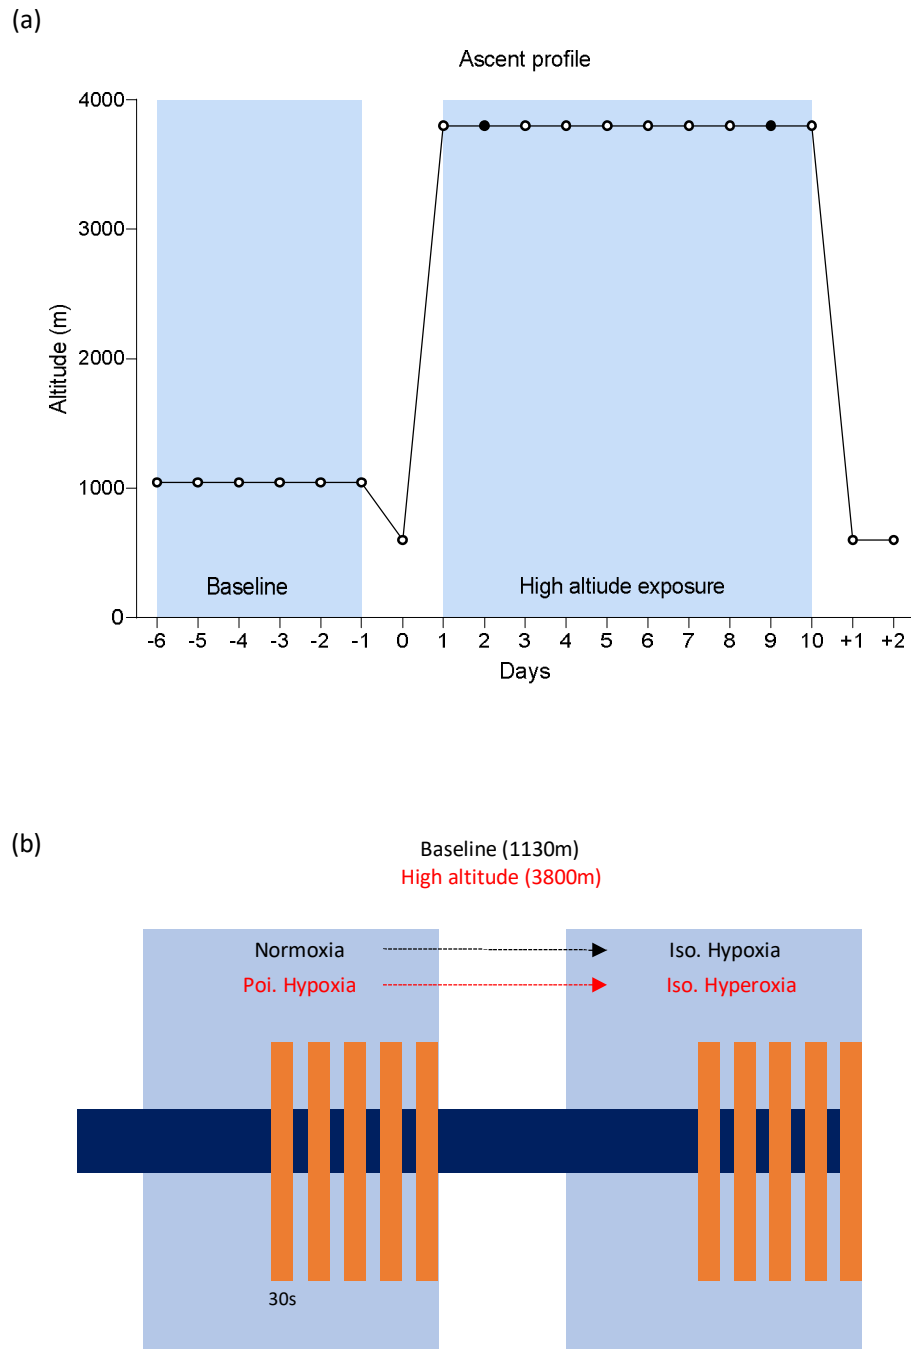 (a)
Ascent profile
4000
3000
2000
1000
0
Altitude (m)
Baseline
High altiude exposure
-6 -5 -4 -3 -2 -1 0 1 2 3 4 5 6 7 8 9 10 +1 +2
Days
(b)
Baseline (1130m)
High altitude (3800m)
Normoxia
Iso. Hypoxia
Poi. Hypoxia
Iso. Hyperoxia
30s